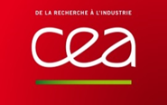 DE LA RECHERCHE À L'INDUSTRIE
cea